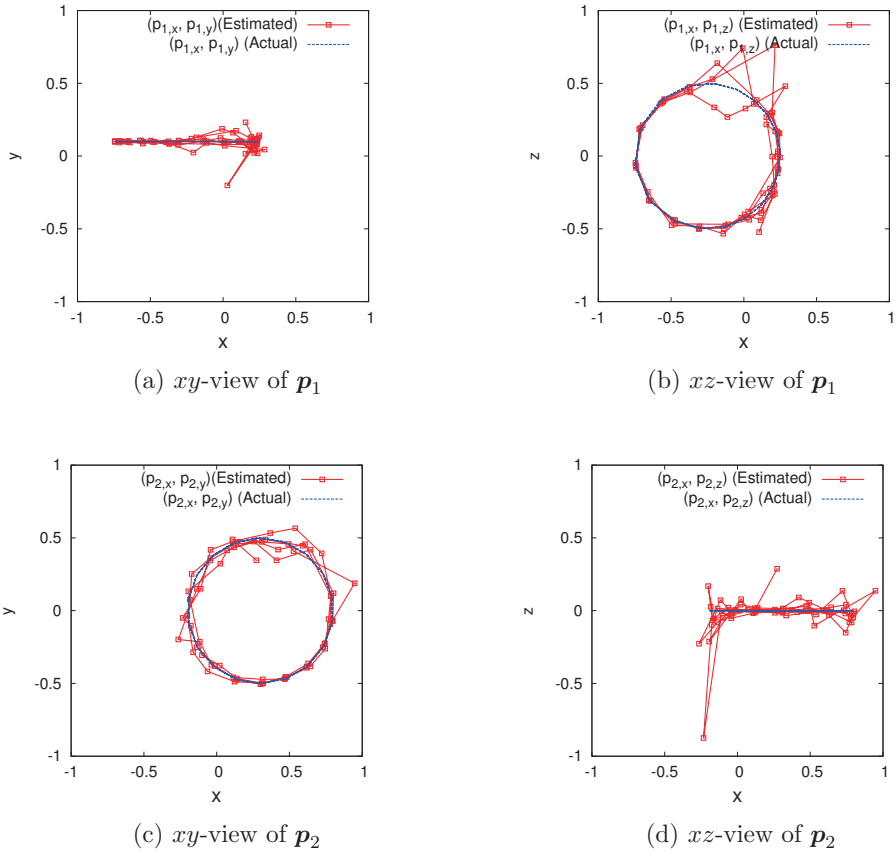 (p1,x, p1,y)(Estimated)
(p1,x, p1,y) (Actual)
1
0.5
0
-0.5
-1
y
-1 -0.5 0 0.5 1
x
(a) xy-view of p1
(p1,x, p1,z) (Estimated)
(p1,x, p1,z) (Actual)
1
0.5
0
-0.5
-1
z
-1 -0.5 0 0.5 1
x
(b) xz-view of p1
(p2,x, p2,y)(Estimated)
(p2,x, p2,y) (Actual)
1
0.5
0
-0.5
-1
y
-1 -0.5 0 0.5 1
x
(c) xy-view of p2
(p2,x, p2,z) (Estimated)
(p2,x, p2,z) (Actual)
1
0.5
0
-0.5
-1
z
-1 -0.5 0 0.5 1
x
(d) xz-view of p2